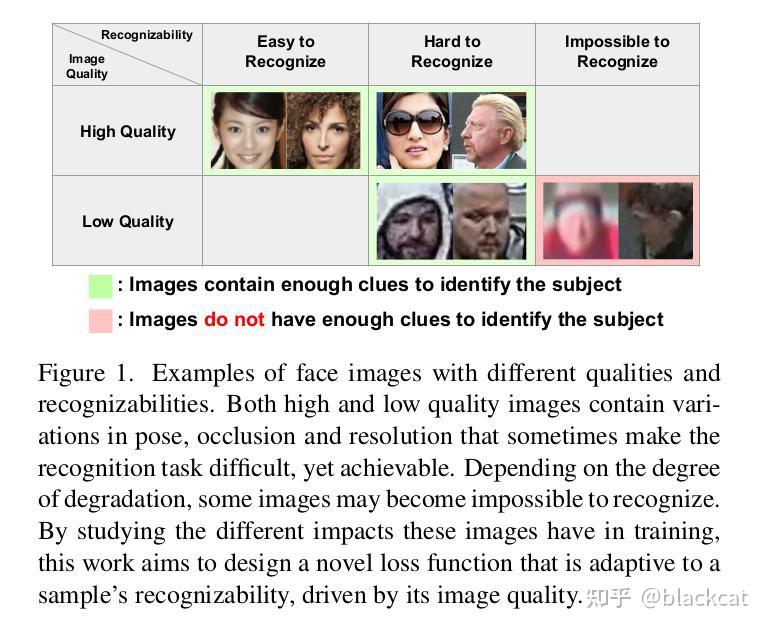 Recognizability
Image
Quality
Easy to
Recognize
Hard to
Recognize
Impossible to
Recognize
High Quality
Low Quality
: Images contain enough clues to identify the subject
: Images do not have enough clues to identify the subject
Figure 1. Examples of face images with different qualities and
recognizabilities. Both high and low quality images contain vari-
ations in pose, occlusion and resolution that sometimes make the
recognition task difficult, yet achievable. Depending on the degree
of degradation, some images may become impossible to recognize.
By studying the different impacts these images have in training,
this work aims to design a novel loss function that is adaptive to a
sample's recognizability, driven by its image quality.
知乎 @blackcat